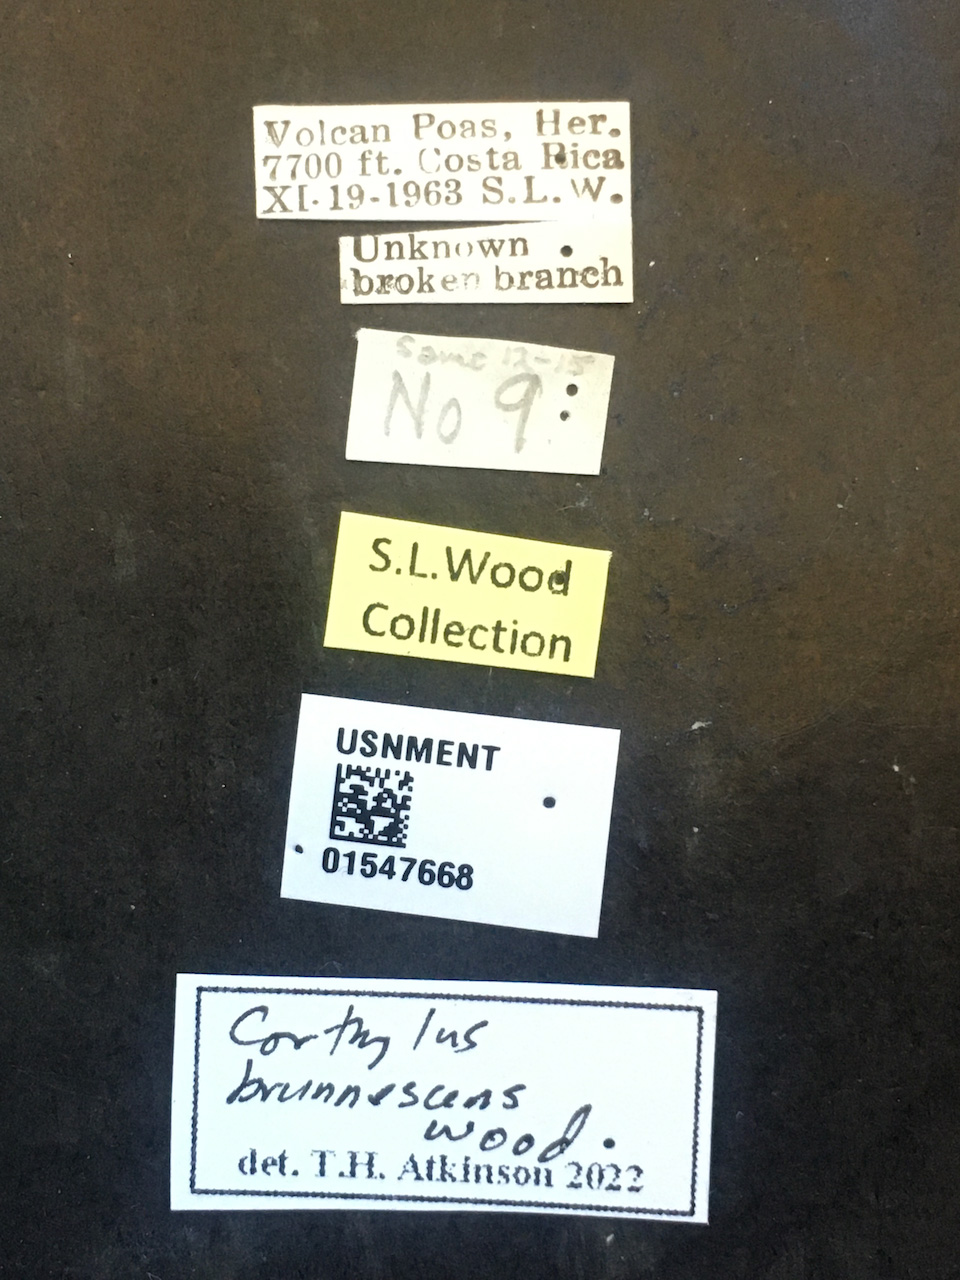 Volcan Poas, Her.
7700 ft. Costa Rica
XI.19-1963 S.L.W.
Unknown
broken branch
Same 12-15
No 9
S.L.Wood
Collection
USNMENT
01547668
Corthylus
brunnescens
Wood
det. T.H. Atkinson 2022